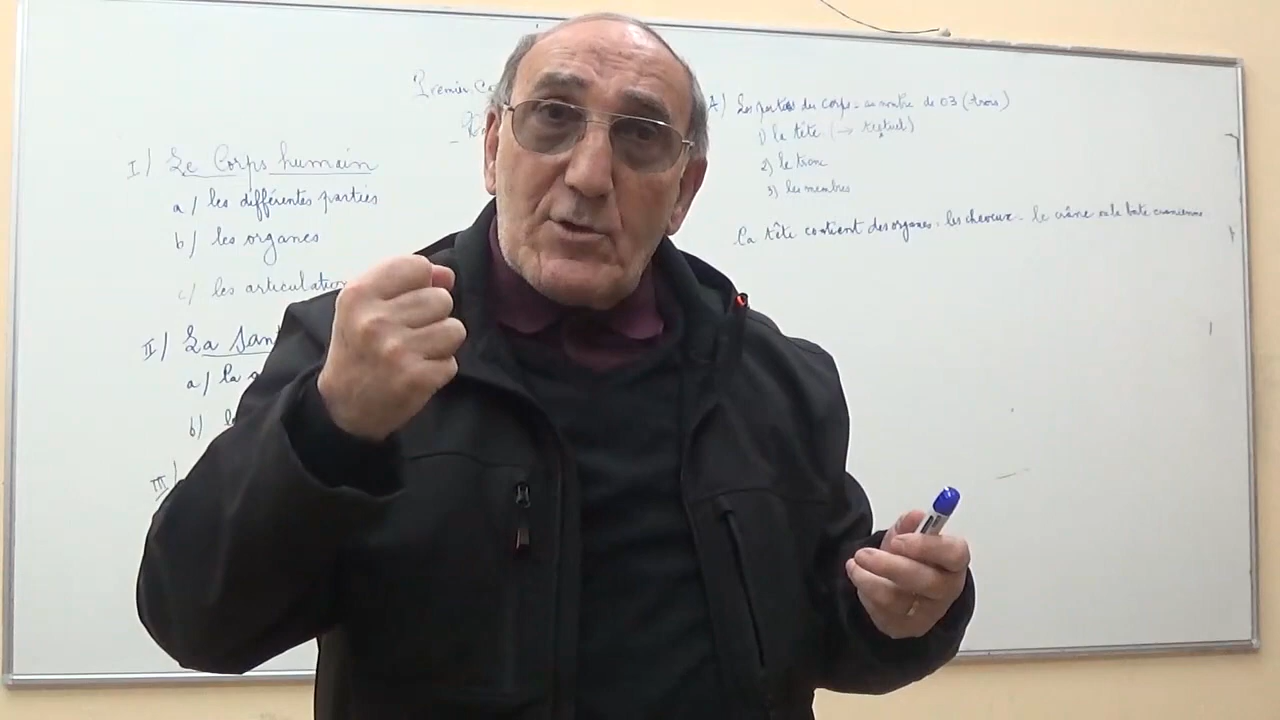 Premier
I) Le Corps humain
a) les différentes parties
b) les organes
c) les articulation
II) La San
a) la
b)
III)
A) Les parties du corps - au nombre de 03 (trois)
1) la tête (→ textuel)
2) le tronc
3) les membres
La tête contient des organes: les cheveux - le crâne ou la boite cranienne